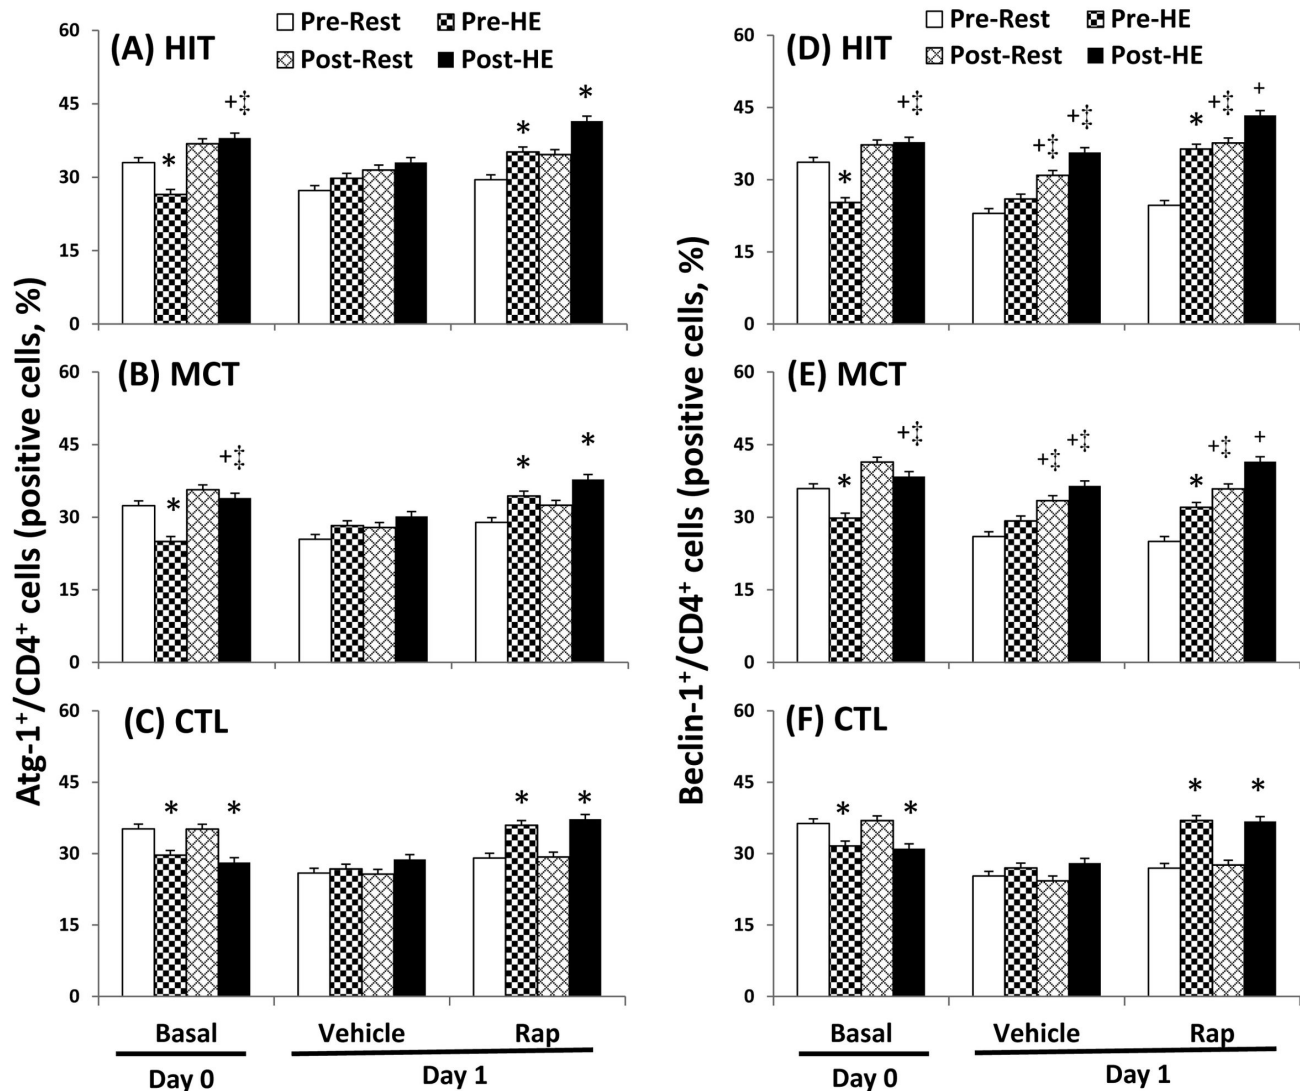 Atg-1⁺/CD4⁺ cells (positive cells, %)
(A) HIT
Pre-Rest Pre-HE
Post-Rest Post-HE
60
45
30
15
0
* +‡ * *
(B) MCT
60
45
30
15
0
* +‡ * *
(C) CTL
60
45
30
15
0
* * * *
Basal Vehicle Rap
Day 0 Day 1
Beclin-1⁺/CD4⁺ cells (positive cells, %)
(D) HIT
Pre-Rest Pre-HE
Post-Rest Post-HE
60
45
30
15
0
* +‡ +‡ +‡ * +‡ +
(E) MCT
60
45
30
15
0
* +‡ +‡ +‡ * +‡ +
(F) CTL
60
45
30
15
0
* * * *
Basal Vehicle Rap
Day 0 Day 1